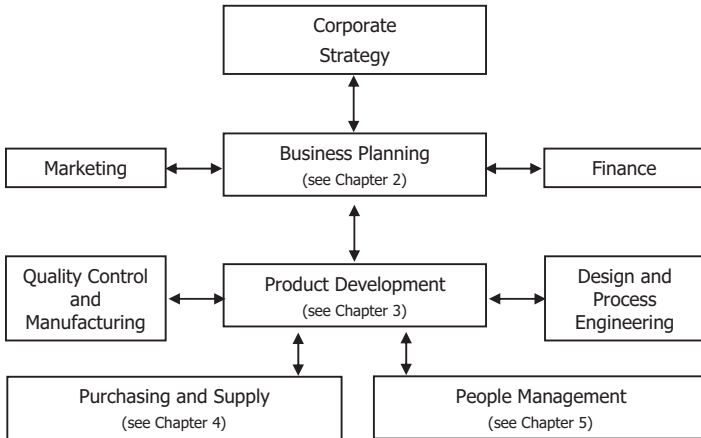 Corporate
Strategy
Marketing
Business Planning
(see Chapter 2)
Finance
Quality Control
and
Manufacturing
Product Development
(see Chapter 3)
Design and
Process
Engineering
Purchasing and Supply
(see Chapter 4)
People Management
(see Chapter 5)